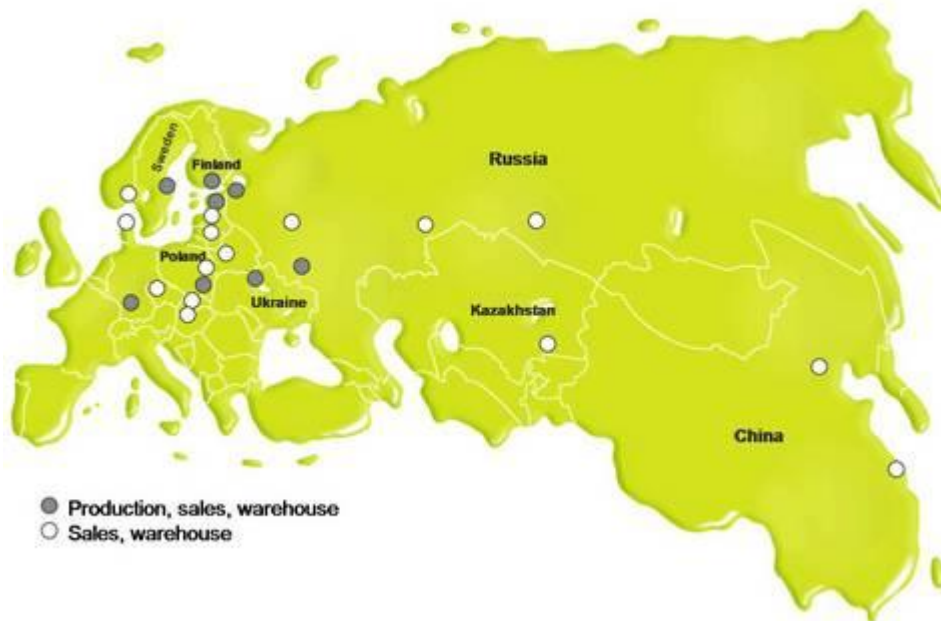 Sweden
Finland
Russia
Poland
Ukraine
Kazakhstan
China
Production, sales, warehouse
Sales, warehouse